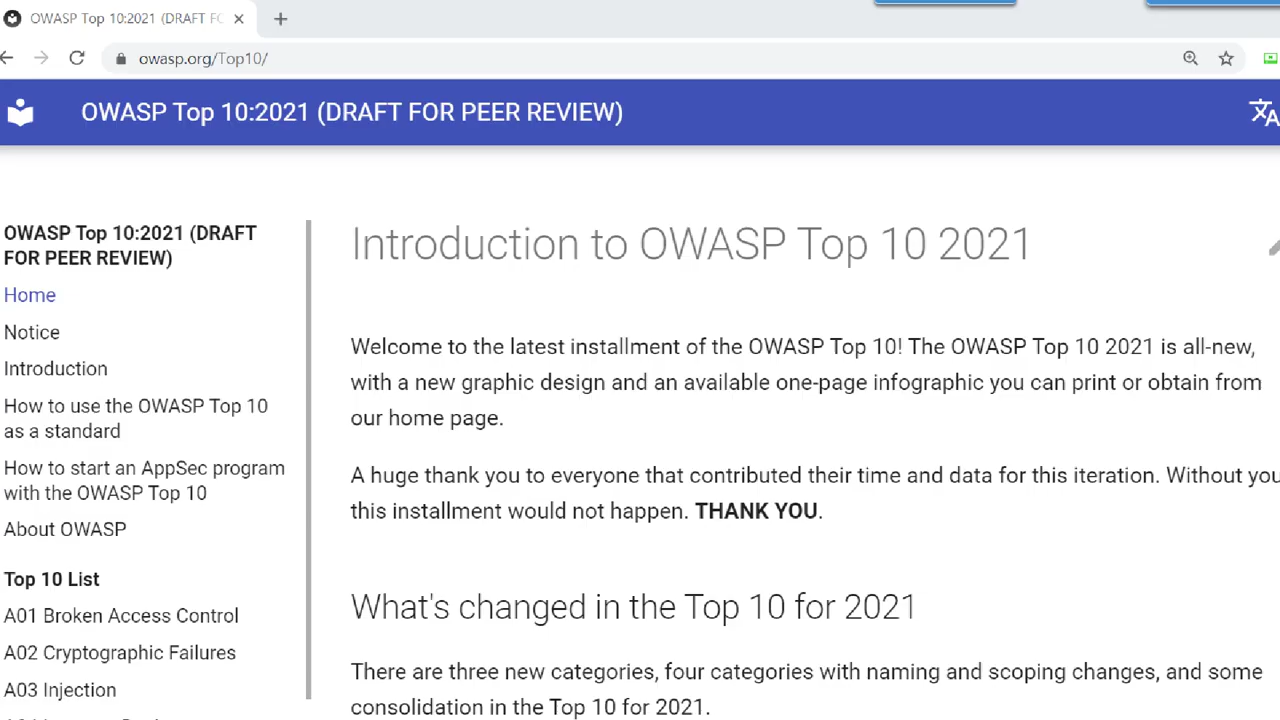 OWASP Top 10:2021 (DRAFT FO
owasp.org/Top10/
OWASP Top 10:2021 (DRAFT FOR PEER REVIEW)
OWASP Top 10:2021 (DRAFT
FOR PEER REVIEW)
Home
Notice
Introduction
How to use the OWASP Top 10
as a standard
How to start an AppSec program
with the OWASP Top 10
About OWASP
Top 10 List
A01 Broken Access Control
A02 Cryptographic Failures
A03 Injection
Introduction to OWASP Top 10 2021
Welcome to the latest installment of the OWASP Top 10! The OWASP Top 10 2021 is all-new,
with a new graphic design and an available one-page infographic you can print or obtain from
our home page.
A huge thank you to everyone that contributed their time and data for this iteration. Without you
this installment would not happen. THANK YOU.
What's changed in the Top 10 for 2021
There are three new categories, four categories with naming and scoping changes, and some
consolidation in the Top 10 for 2021.